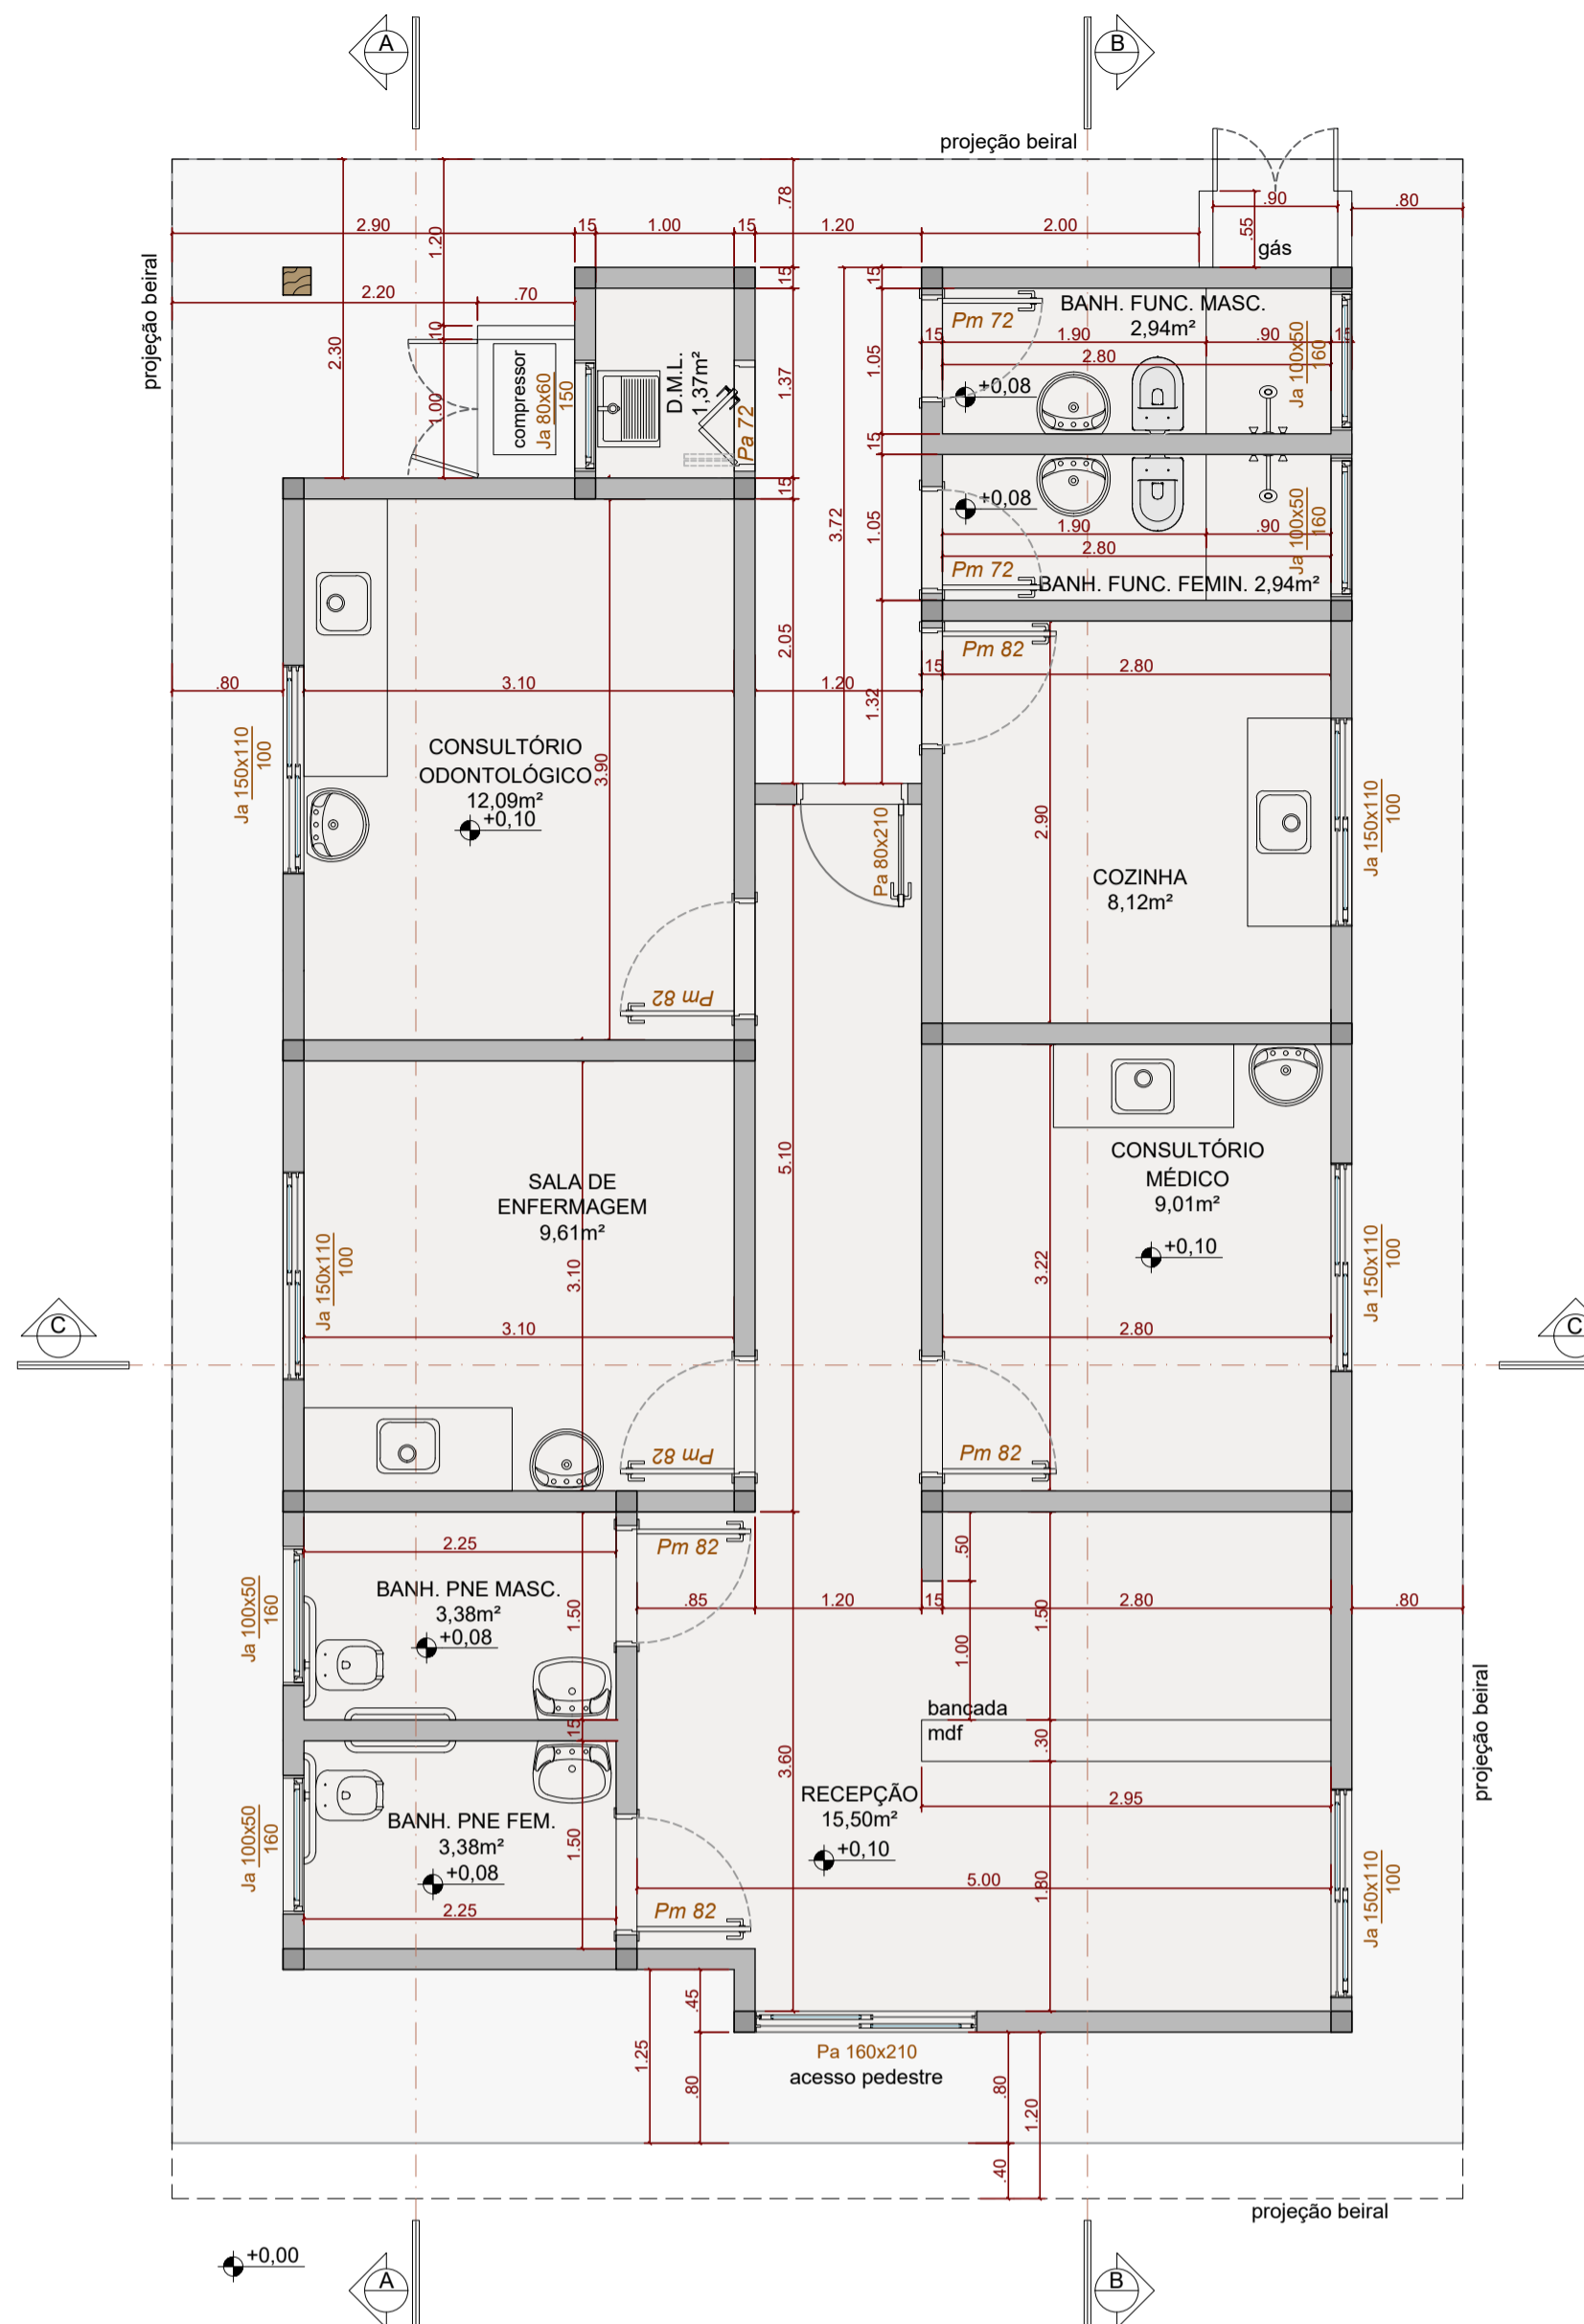 A
B
projeção beiral
.90
.80
.78
2.90
15
1.00
15
1.20
2.00
.55
gás
1.20
projeção beiral
2.20
.70
10
2.30
1.00
compressor
Ja 80x60
150
D.M.L.
1,37m²
Pa 72
15
1.37
15
15
Pm 72
BANH. FUNC. MASC.
2,94m²
15
1.90
.90
15
2.80
Ja 100x50
160
1.05
+0,08
15
+0,08
3.72
1.05
1.90
.90
2.80
Ja 100x50
160
Pm 72
BANH. FUNC. FEMIN. 2,94m²
2.05
Pm 82
15
2.80
.80
3.10
1.20
1.32
Ja 150x110
100
CONSULTÓRIO
ODONTOLÓGICO
12,09m²
+0,10
3.90
Pa 80x210
2.90
COZINHA
8,12m²
Ja 150x110
100
Pm 82
5.10
SALA DE
ENFERMAGEM
9,61m²
3.10
Ja 150x110
100
3.10
CONSULTÓRIO
MÉDICO
9,01m²
+0,10
3.22
2.80
Ja 150x110
100
C
C
Pm 82
Pm 82
2.25
Pm 82
.50
BANH. PNE MASC.
3,38m²
+0,08
1.50
Ja 100x50
160
.85
1.20
15
2.80
.80
1.50
1.00
15
bancada
mdf
.30
3.60
projeção beiral
RECEPÇÃO
15,50m²
+0,10
2.95
BANH. PNE FEM.
3,38m²
+0,08
1.50
Ja 100x50
160
5.00
1.80
2.25
Pm 82
Ja 150x110
100
.45
1.25
.80
Pa 160x210
acesso pedestre
.80
1.20
.40
projeção beiral
+0,00
A
B